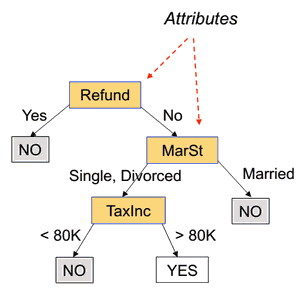 Attributes
Refund
Yes
No
NO
MarSt
Single, Divorced
Married
TaxInc
NO
< 80K
> 80K
NO
YES